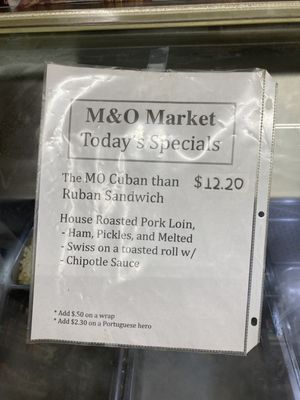 M&O Market
Today's Specials
The MO Cuban than $12.20
Ruban Sandwich
House Roasted Pork Loin,
- Ham, Pickles, and Melted
- Swiss on a toasted roll w/
- Chipotle Sauce
* Add $.50 on a wrap
* Add $2.30 on a Portuguese hero